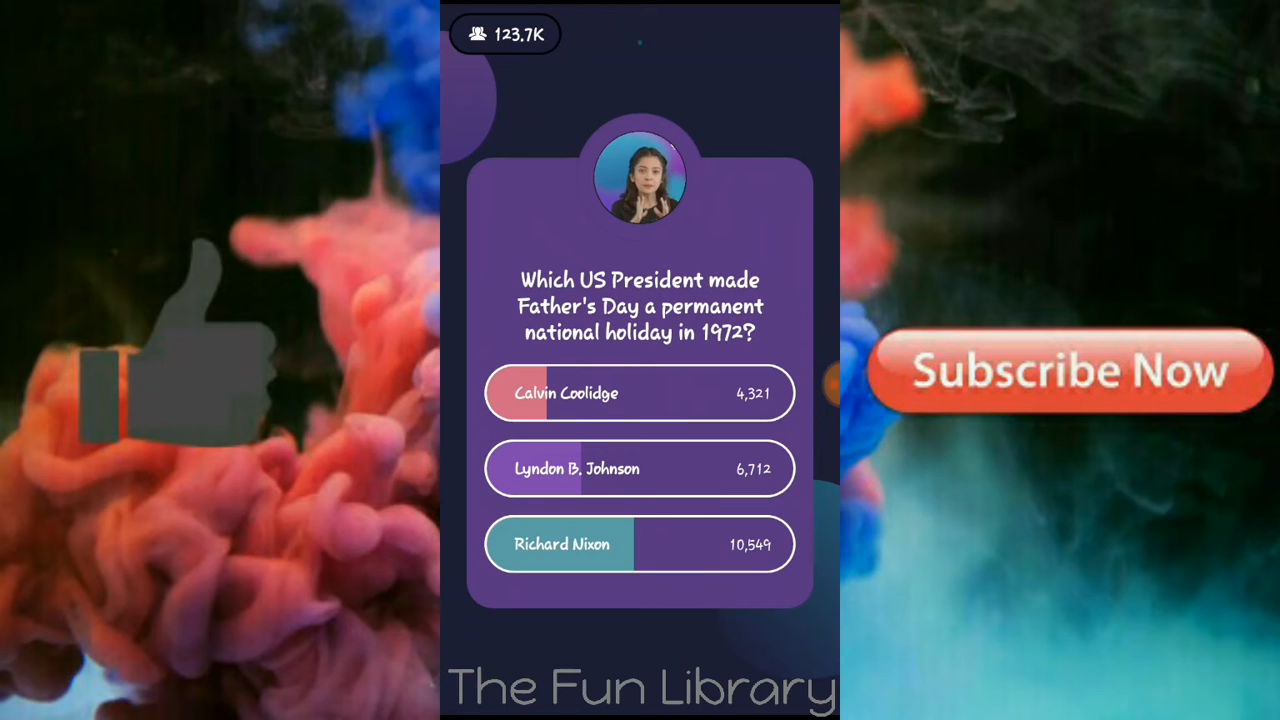 123.7K
Which US President made
Father's Day a permanent
national holiday in 1972?
Calvin Coolidge 4,321
Lyndon B. Johnson 6,712
Richard Nixon 10,549
Subscribe Now
The Fun Library